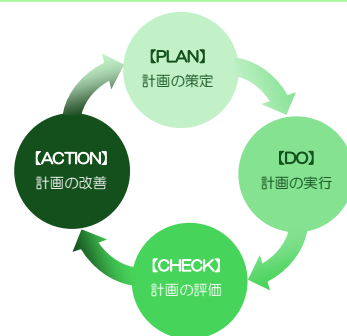 【PLAN】
計画の策定
【DO】
計画の実行
【CHECK】
計画の評価
【ACTION】
計画の改善